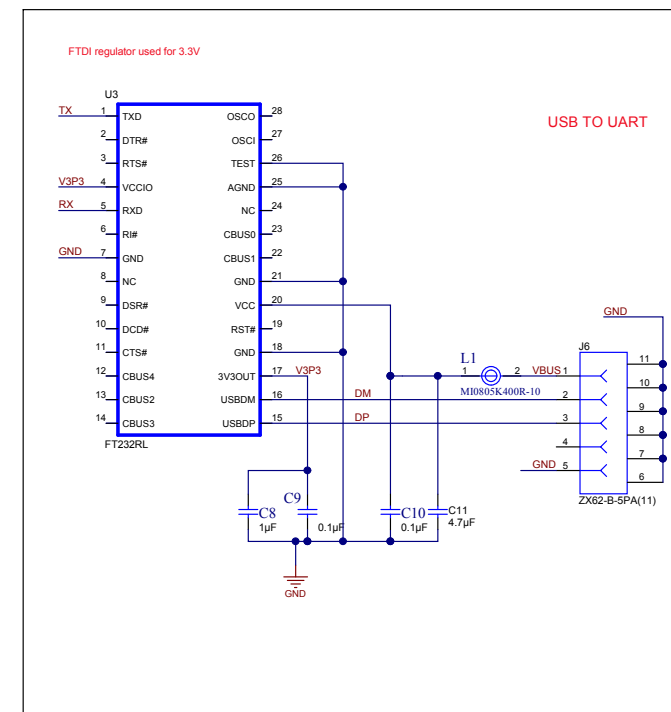 FTDI regulator used for 3.3V
USB TO UART
U3
TX 1 TXD OSCO 28
2 DTR# OSCI 27
3 RTS# TEST 26
V3P3 4 VCCIO AGND 25
RX 5 RXD NC 24
6 RI# CBUS0 23
GND 7 GND CBUS1 22
8 NC GND 21
9 DSR# VCC 20
10 DCD# RST# 19
11 CTS# GND 18
12 CBUS4 3V3OUT 17 V3P3
13 CBUS2 USBDM 16 DM
14 CBUS3 USBDP 15 DP
FT232RL
L1
1 2 VBUS
MI0805K400R-10
GND
J6
1 11
2 10
3 9
4 8
GND 5 7
6
ZX62-B-5PA(11)
C8
1µF
C9
0.1µF
C10
0.1µF
C11
4.7µF
GND